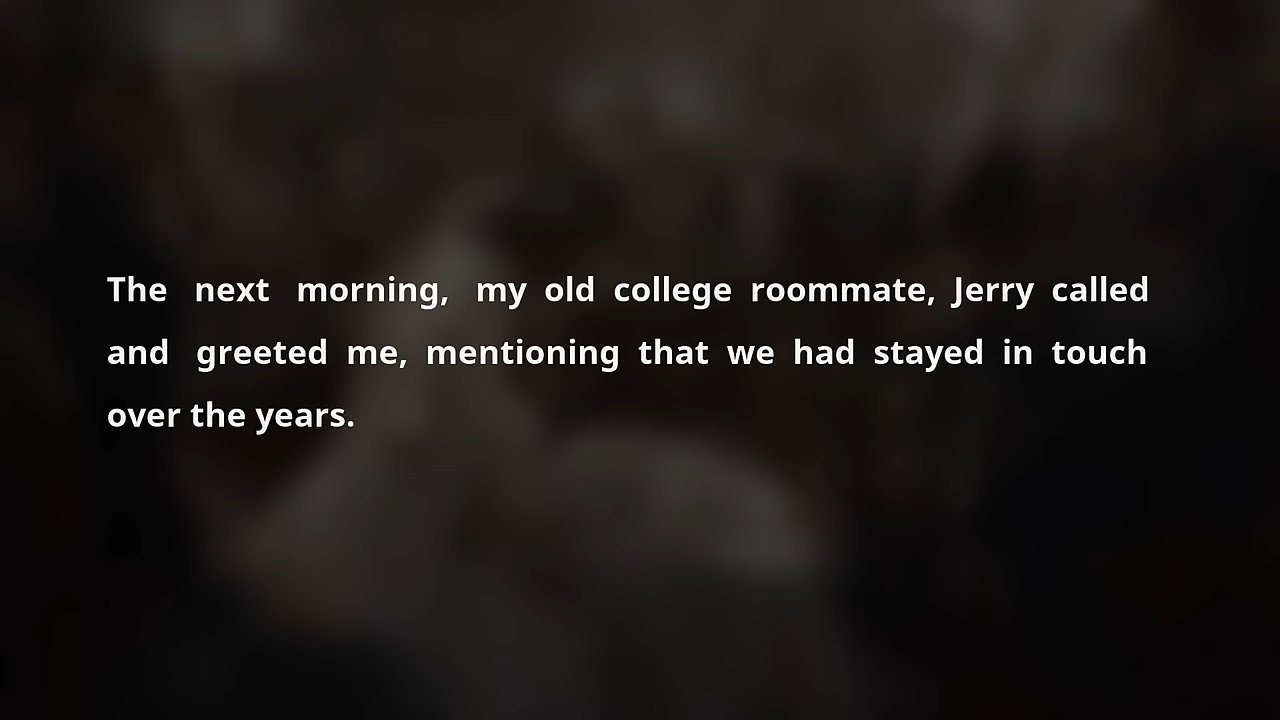 The next morning, my old college roommate, Jerry called
and greeted me, mentioning that we had stayed in touch
over the years.